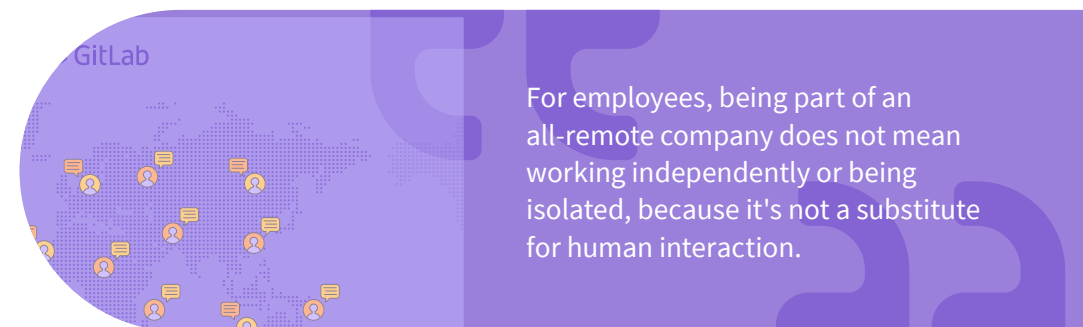 GitLab
For employees, being part of an
all-remote company does not mean
working independently or being
isolated, because it's not a substitute
for human interaction.